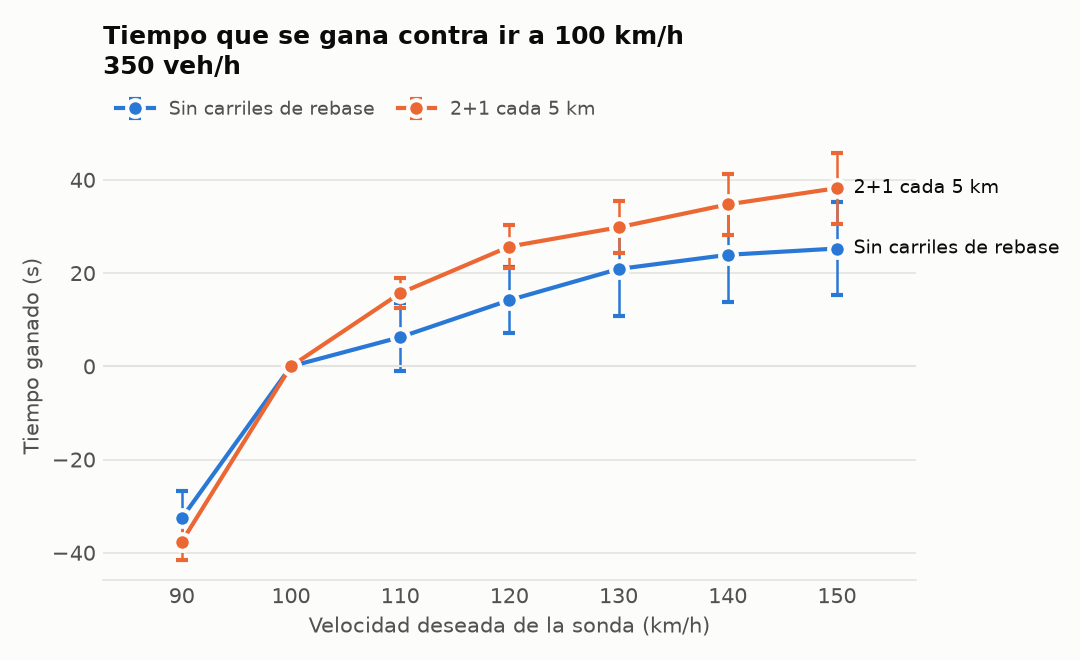 Tiempo que se gana contra ir a 100 km/h
350 veh/h
Sin carriles de rebase
2+1 cada 5 km
40
20
0
−20
−40
Tiempo ganado (s)
2+1 cada 5 km
Sin carriles de rebase
90
100
110
120
130
140
150
Velocidad deseada de la sonda (km/h)